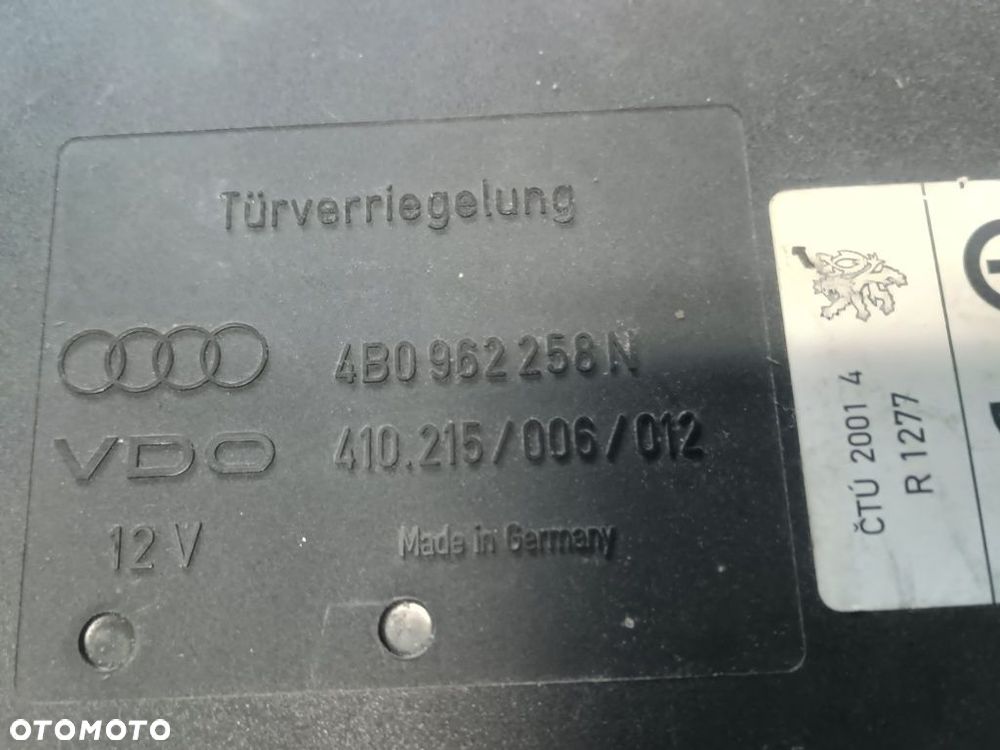 Türverriegelung
4B0 962 258 N
VDO 410.215/006/012
12 V Made in Germany
ČTÚ 2001 4
R 1277
OTOMOTO